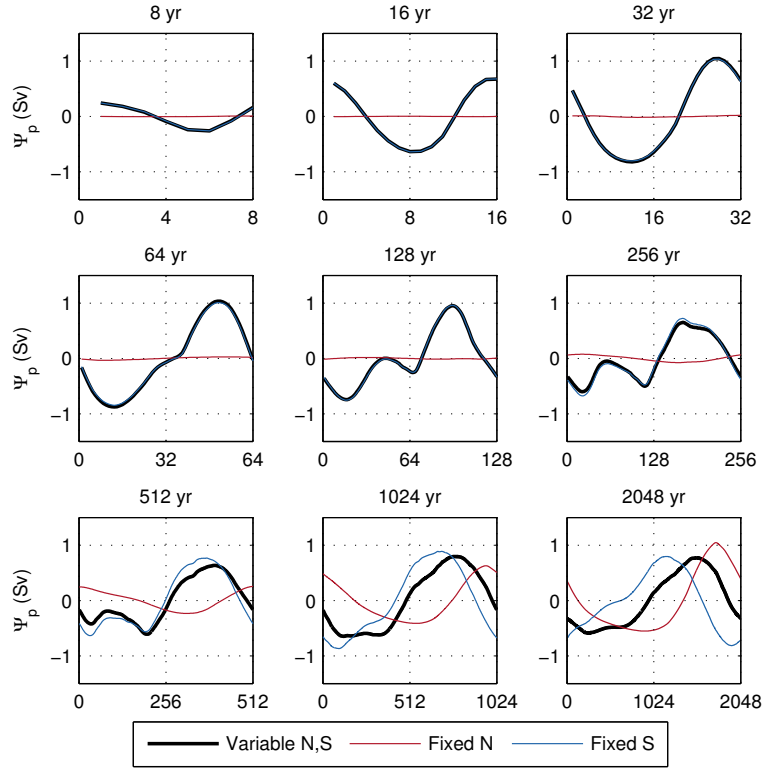 8 yr
16 yr
32 yr
Ψp (Sv)
1
0
−1
0 4 8
0 8 16
1
0
−1
0 16 32
1
0
−1
64 yr
128 yr
256 yr
Ψp (Sv)
1
0
−1
0 32 64
1
0
−1
0 64 128
1
0
−1
0 128 256
512 yr
1024 yr
2048 yr
Ψp (Sv)
1
0
−1
0 256 512
1
0
−1
0 512 1024
1
0
−1
0 1024 2048
Variable N,S Fixed N Fixed S